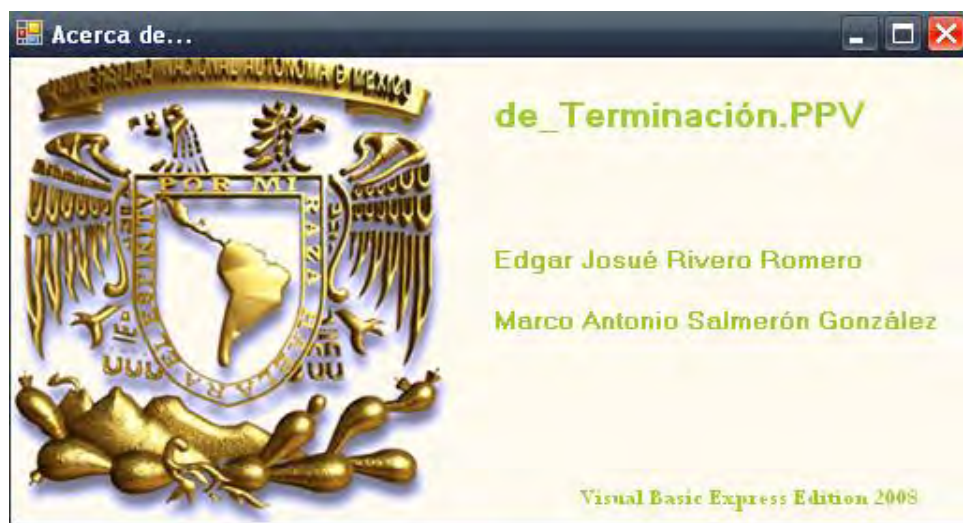 Acerca de...
UNIVERSIDAD NACIONAL AUTONOMA D MEXICO
de_Terminación.PPV
POR MI RAZA HABLARA EL ESPIRITU
Edgar Josué Rivero Romero
Marco Antonio Salmerón González
Visual Basic Express Edition 2008